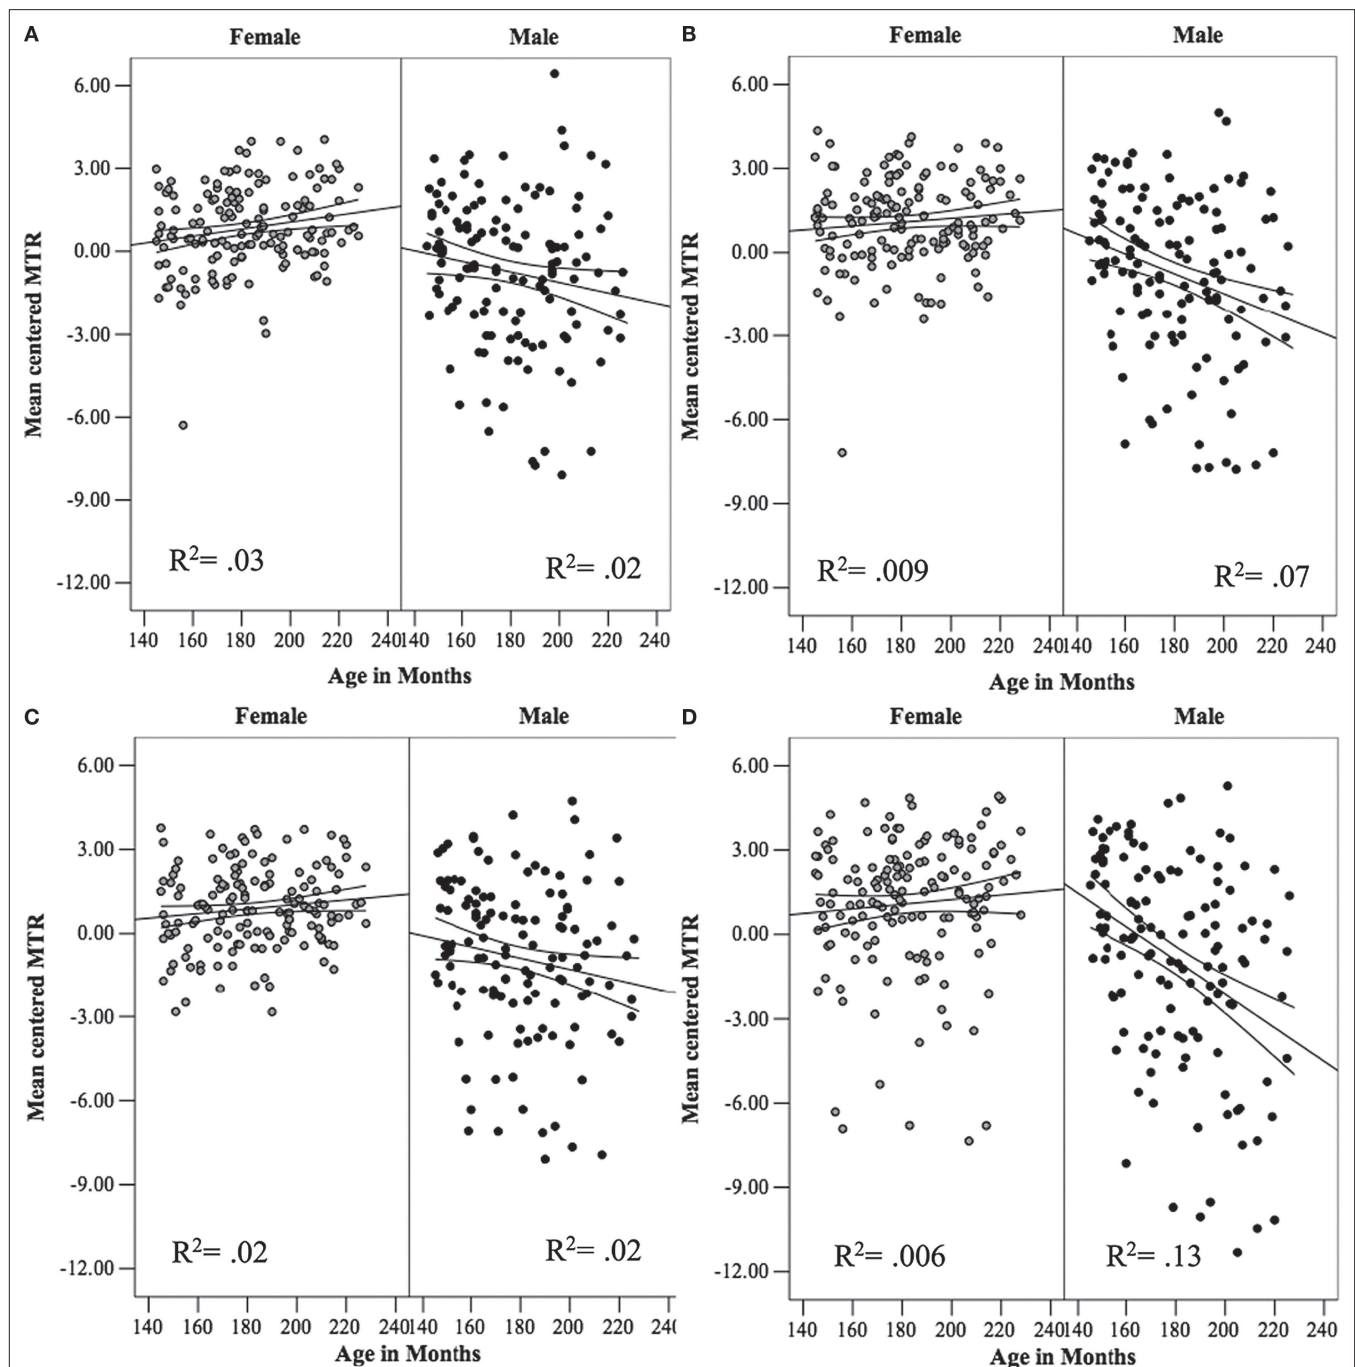 A
Female Male
6.00
3.00
0.00
-3.00
-6.00
-9.00
-12.00
Mean centered MTR
R²= .03
R²= .02
140 160 180 200 220 240 140 160 180 200 220 240
Age in Months
B
Female Male
6.00
3.00
0.00
-3.00
-6.00
-9.00
-12.00
Mean centered MTR
R²= .009
R²= .07
140 160 180 200 220 240 140 160 180 200 220 240
Age in Months
C
Female Male
6.00
3.00
0.00
-3.00
-6.00
-9.00
-12.00
Mean centered MTR
R²= .02
R²= .02
140 160 180 200 220 240 140 160 180 200 220 240
Age in Months
D
Female Male
6.00
3.00
0.00
-3.00
-6.00
-9.00
-12.00
Mean centered MTR
R²= .006
R²= .13
140 160 180 200 220 240 140 160 180 200 220 240
Age in Months